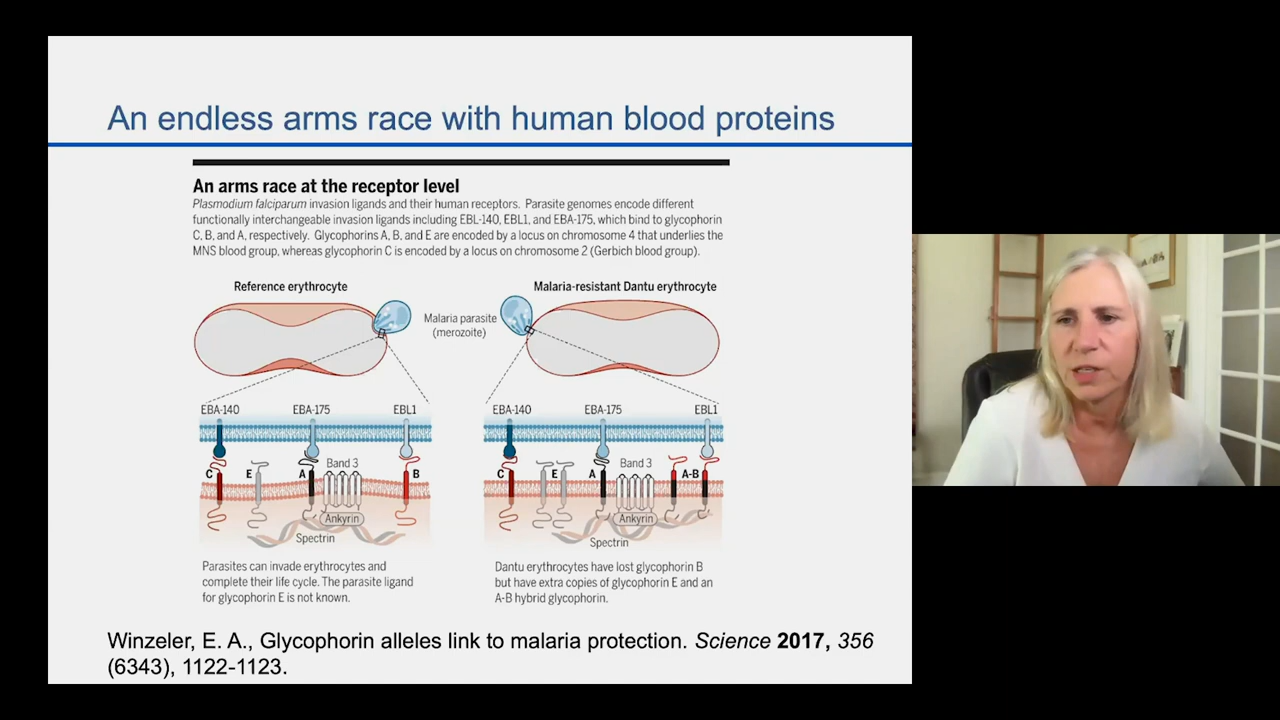 An endless arms race with human blood proteins
An arms race at the receptor level
Plasmodium falciparum invasion ligands and their human receptors. Parasite genomes encode different
functionally interchangeable invasion ligands including EBL-140, EBL1, and EBA-175, which bind to glycophorin
C, B, and A, respectively. Glycophorins A, B, and E are encoded by a locus on chromosome 4 that underlies the
MNS blood group, whereas glycophorin C is encoded by a locus on chromosome 2 (Gerbich blood group).
Reference erythrocyte
Malaria-resistant Dantu erythrocyte
Malaria parasite
(merozoite)
EBA-140 EBA-175 EBL1
C E A Band 3 B
Ankyrin
Spectrin
EBA-140 EBA-175 EBL1
C E A Band 3 A-B
Ankyrin
Spectrin
Parasites can invade erythrocytes and
complete their life cycle. The parasite ligand
for glycophorin E is not known.
Dantu erythrocytes have lost glycophorin B
but have extra copies of glycophorin E and an
A-B hybrid glycophorin.
Winzeler, E. A., Glycophorin alleles link to malaria protection. Science 2017, 356
(6343), 1122-1123.